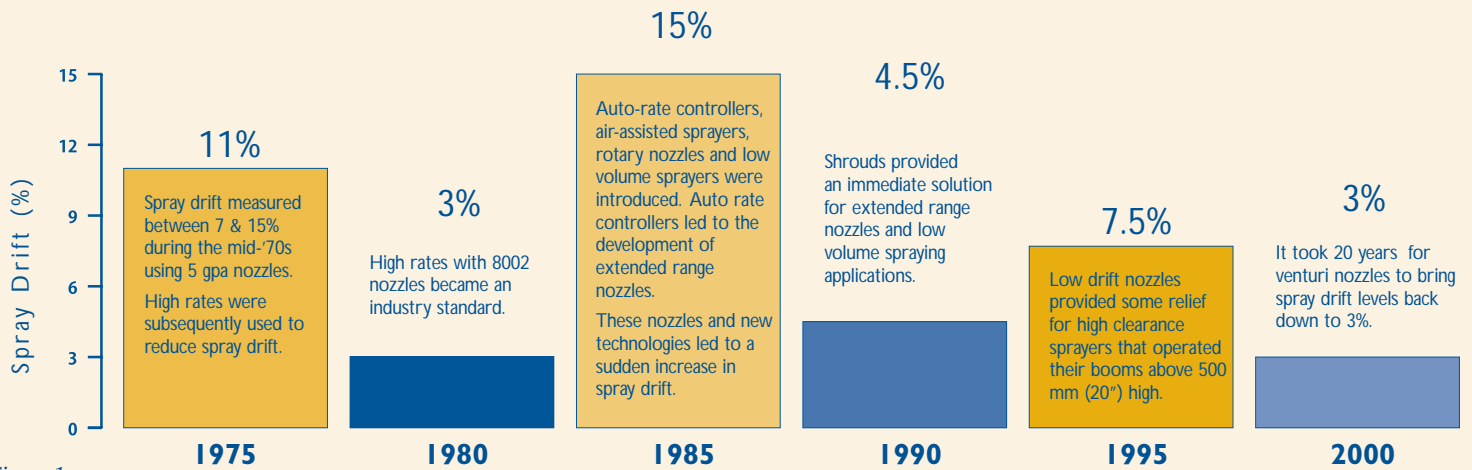 Spray Drift (%)
15
12
9
6
3
0
11%
Spray drift measured
between 7 & 15%
during the mid-'70s
using 5 gpa nozzles.
High rates were
subsequently used to
reduce spray drift.
1975
3%
High rates with 8002
nozzles became an
industry standard.
1980
15%
Auto-rate controllers,
air-assisted sprayers,
rotary nozzles and low
volume sprayers were
introduced. Auto rate
controllers led to the
development of
extended range
nozzles.
These nozzles and new
technologies led to a
sudden increase in
spray drift.
1985
4.5%
Shrouds provided
an immediate solution
for extended range
nozzles and low
volume spraying
applications.
1990
7.5%
Low drift nozzles
provided some relief
for high clearance
sprayers that operated
their booms above 500
mm (20") high.
1995
3%
It took 20 years for
venturi nozzles to bring
spray drift levels back
down to 3%.
2000